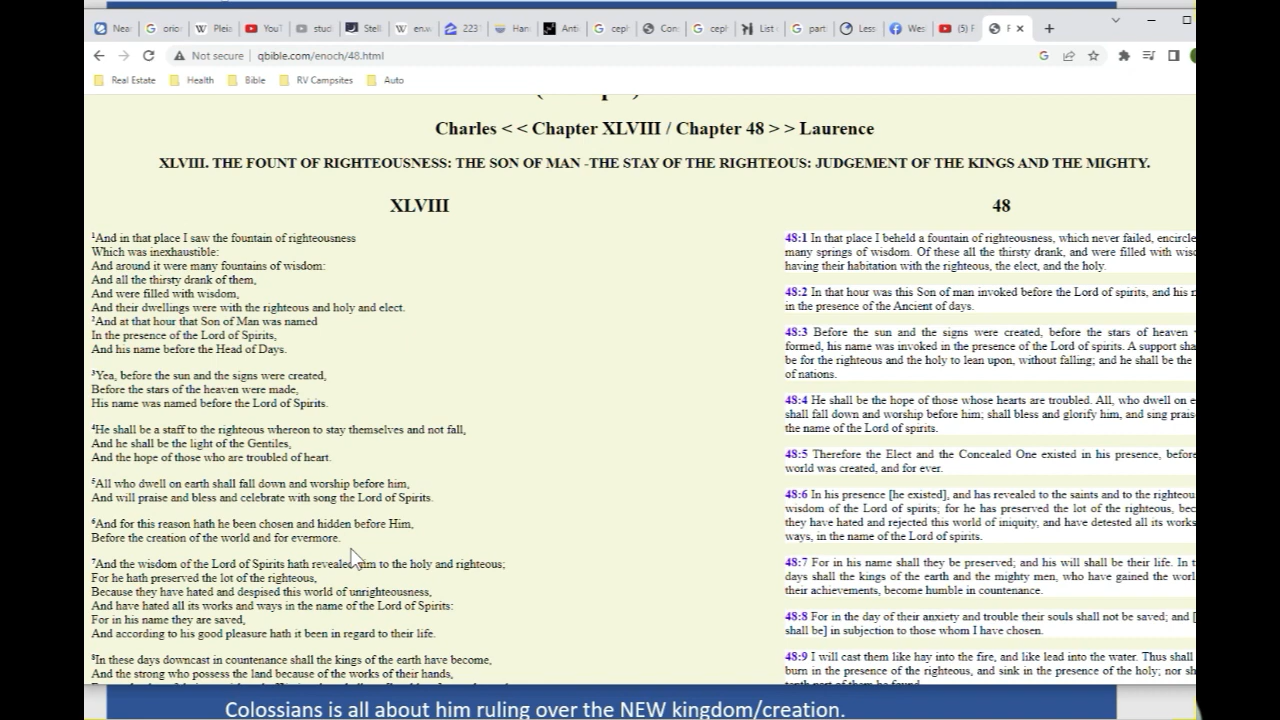 Near
orio
Plei
YouT
stud
Stell
en.w
223
Han
Anti
cepl
Con
cepl
List
part
Less
Wes
(5) F
F
Not secure | qbible.com/enoch/48.html
Real Estate Health Bible RV Campsites Auto
Charles < < Chapter XLVIII / Chapter 48 > > Laurence
XLVIII. THE FOUNT OF RIGHTEOUSNESS: THE SON OF MAN -THE STAY OF THE RIGHTEOUS: JUDGEMENT OF THE KINGS AND THE MIGHTY.
XLVIII
1And in that place I saw the fountain of righteousness
Which was inexhaustible:
And around it were many fountains of wisdom:
And all the thirsty drank of them,
And were filled with wisdom,
And their dwellings were with the righteous and holy and elect.
2And at that hour that Son of Man was named
In the presence of the Lord of Spirits,
And his name before the Head of Days.
3Yea, before the sun and the signs were created,
Before the stars of the heaven were made,
His name was named before the Lord of Spirits.
4He shall be a staff to the righteous whereon to stay themselves and not fall,
And he shall be the light of the Gentiles,
And the hope of those who are troubled of heart.
5All who dwell on earth shall fall down and worship before him,
And will praise and bless and celebrate with song the Lord of Spirits.
6And for this reason hath he been chosen and hidden before Him,
Before the creation of the world and for evermore.
7And the wisdom of the Lord of Spirits hath revealed him to the holy and righteous;
For he hath preserved the lot of the righteous,
Because they have hated and despised this world of unrighteousness,
And have hated all its works and ways in the name of the Lord of Spirits:
For in his name they are saved,
And according to his good pleasure hath it been in regard to their life.
8In these days downcast in countenance shall the kings of the earth have become,
And the strong who possess the land because of the works of their hands,
48
48:1 In that place I beheld a fountain of righteousness, which never failed, encircle
many springs of wisdom. Of these all the thirsty drank, and were filled with wisd
having their habitation with the righteous, the elect, and the holy.
48:2 In that hour was this Son of man invoked before the Lord of spirits, and his n
in the presence of the Ancient of days.
48:3 Before the sun and the signs were created, before the stars of heaven
formed, his name was invoked in the presence of the Lord of spirits. A support sha
be for the righteous and the holy to lean upon, without falling; and he shall be the
of nations.
48:4 He shall be the hope of those whose hearts are troubled. All, who dwell on e
shall fall down and worship before him; shall bless and glorify him, and sing prais
the name of the Lord of spirits.
48:5 Therefore the Elect and the Concealed One existed in his presence, before
world was created, and for ever.
48:6 In his presence [he existed], and has revealed to the saints and to the righteou
wisdom of the Lord of spirits; for he has preserved the lot of the righteous, bec
they have hated and rejected this world of iniquity, and have detested all its works
ways, in the name of the Lord of spirits.
48:7 For in his name shall they be preserved; and his will shall be their life. In t
days shall the kings of the earth and the mighty men, who have gained the worl
their achievements, become humble in countenance.
48:8 For in the day of their anxiety and trouble their souls shall not be saved; and [
shall be] in subjection to those whom I have chosen.
48:9 I will cast them like hay into the fire, and like lead into the water. Thus shall
burn in the presence of the righteous, and sink in the presence of the holy; nor sh
tenth part of them be found.
Colossians is all about him ruling over the NEW kingdom/creation.